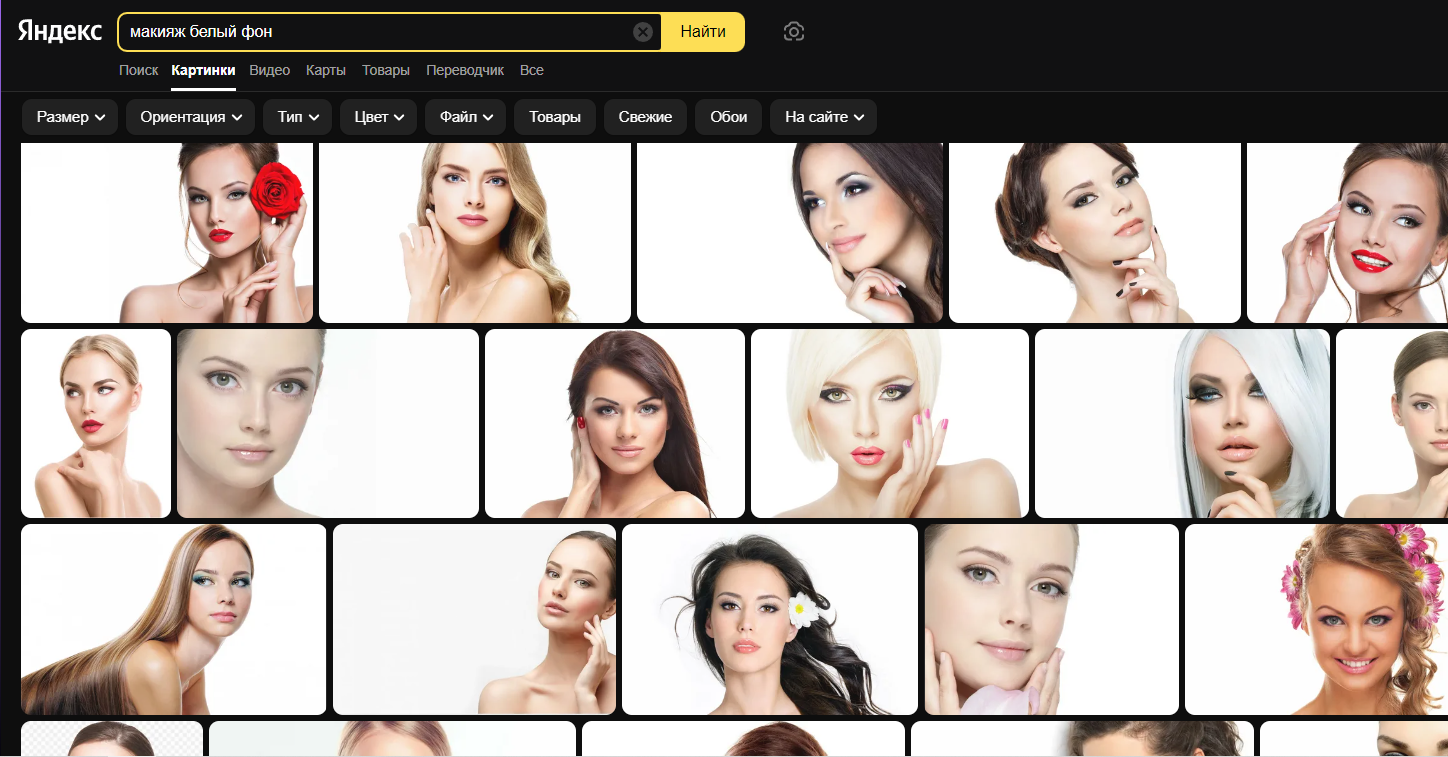 Яндекс
макияж белый фон
Найти
Поиск Картинки Видео Карты Товары Переводчик Все
Размер Ориентация Тип Цвет Файл Товары Свежие Обои На сайте